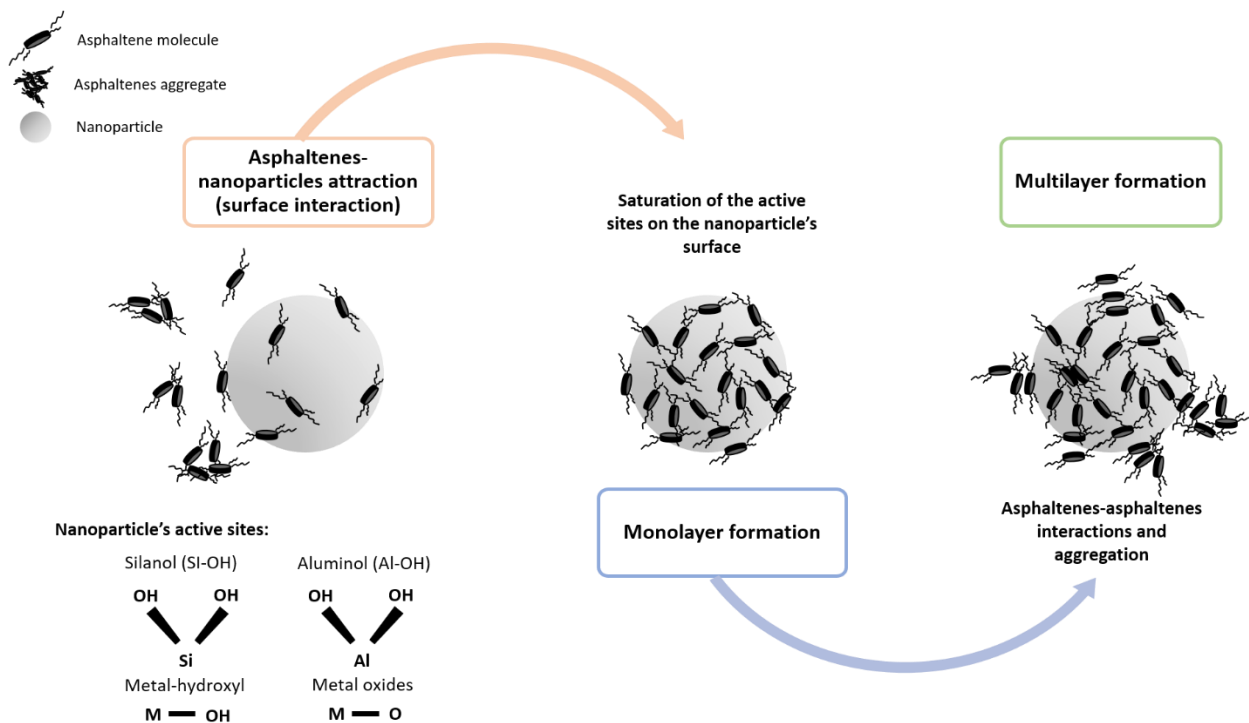 Asphaltene molecule
Asphaltenes aggregate
Nanoparticle
Asphaltenes-
nanoparticles attraction
(surface interaction)
Saturation of the active
sites on the nanoparticle's
surface
Multilayer formation
Monolayer formation
Asphaltenes-asphaltenes
interactions and
aggregation
Nanoparticle's active sites:
Silanol (SI-OH)
OH OH
Si
Aluminol (Al-OH)
OH OH
Al
Metal-hydroxyl
M OH
Metal oxides
M O